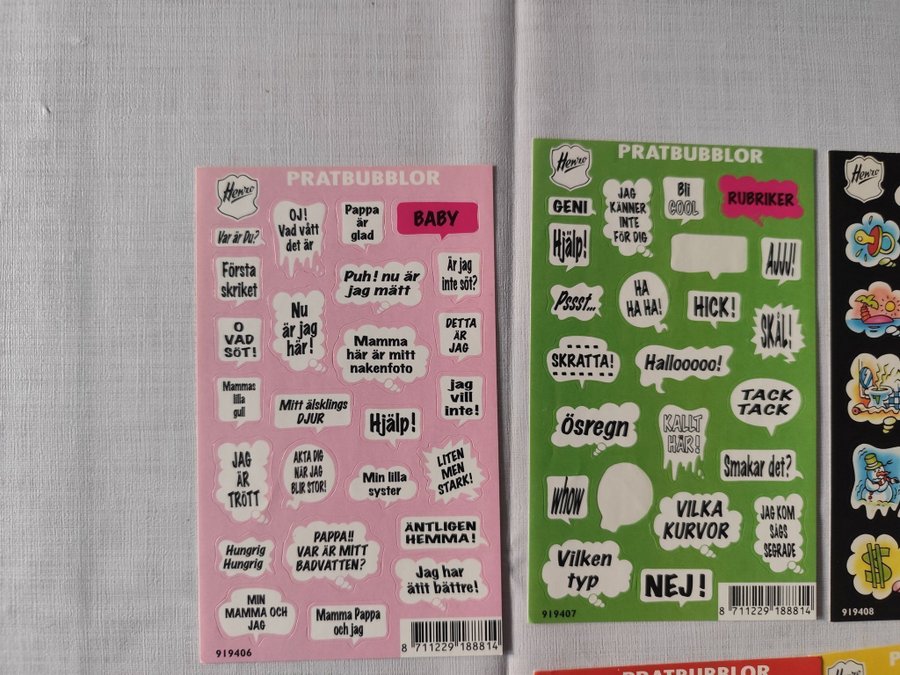 Henzo
PRATBUBBLOR
Var är Du?
OJ!
Vad vått
det är
Pappa
är
glad
BABY
Första
skriket
Puh! nu är
jag mätt
Är jag
inte söt?
O
VAD
SÖT!
Nu
är jag
här!
Mamma
här är mitt
nakenfoto
DETTA
ÄR
JAG
Mammas
lilla
gull
Mitt älsklings
DJUR
Hjälp!
jag
vill
inte!
JAG
ÄR
TRÖTT
AKTA DIG
NÄR JAG
BLIR STOR!
Min lilla
syster
LITEN
MEN
STARK!
Hungrig
Hungrig
PAPPA!!
VAR ÄR MITT
BADVATTEN?
ÄNTLIGEN
HEMMA!
Jag har
ätit bättre!
MIN
MAMMA OCH
JAG
Mamma Pappa
och jag
919406
8 711229 188814
Henzo
PRATBUBBLOR
GENI
JAG
KÄNNER
INTE
FÖR DIG
Bli
COOL
RUBRIKER
Hjälp!
AJJJ!
Pssst...
HA
HA HA!
HICK!
SKÅL!
SKRATTA!
Hallooooo!
TACK
TACK
Ösregn
KALLT
HÄR!
Smakar det?
whow
VILKA
KURVOR
JAG KOM
SÅGS
SEGRADE
Vilken
typ
NEJ!
919407
8 711229 188814
Henzo
$
919408
PRATBUBBLOR
Henzo
P